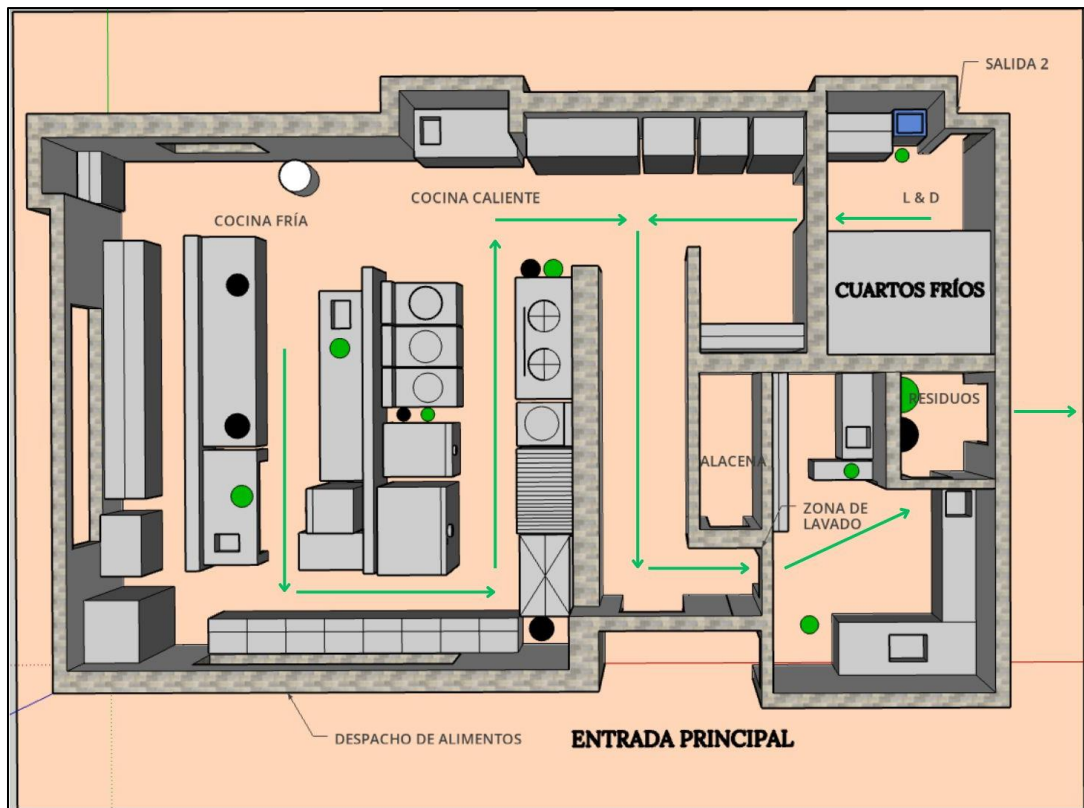 SALIDA 2
COCINA FRÍA
COCINA CALIENTE
L & D
CUARTOS FRÍOS
RESIDUOS
ALACENA
ZONA DE
LAVADO
DESPACHO DE ALIMENTOS
ENTRADA PRINCIPAL